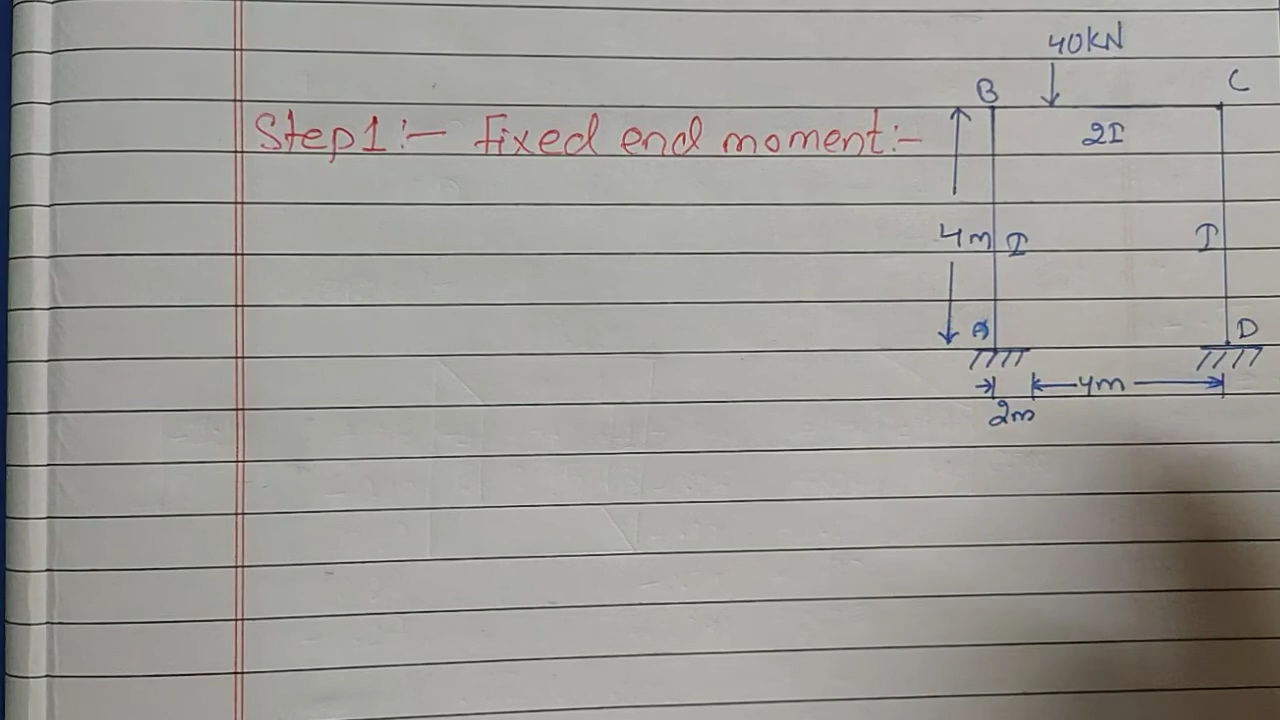 40KN
B
C
Step1:- fixed end moment:-
2I
4m I
I
A
D
4m
2m